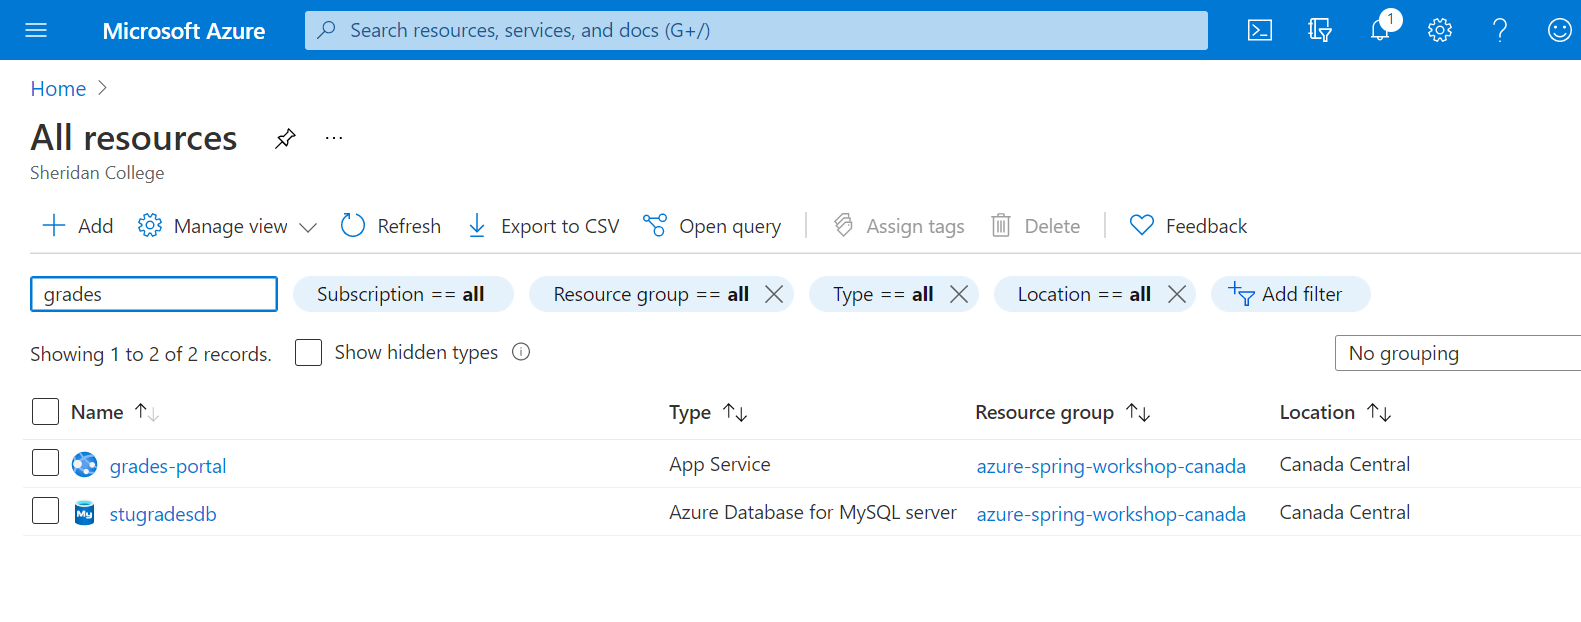 Microsoft Azure Search resources, services, and docs (G+/) 1
Home >
All resources ...
Sheridan College
Add Manage view Refresh Export to CSV Open query Assign tags Delete Feedback
grades Subscription == all Resource group == all Type == all Location == all Add filter
Showing 1 to 2 of 2 records. Show hidden types No grouping
Name Type Resource group Location
grades-portal App Service azure-spring-workshop-canada Canada Central
My stugradesdb Azure Database for MySQL server azure-spring-workshop-canada Canada Central